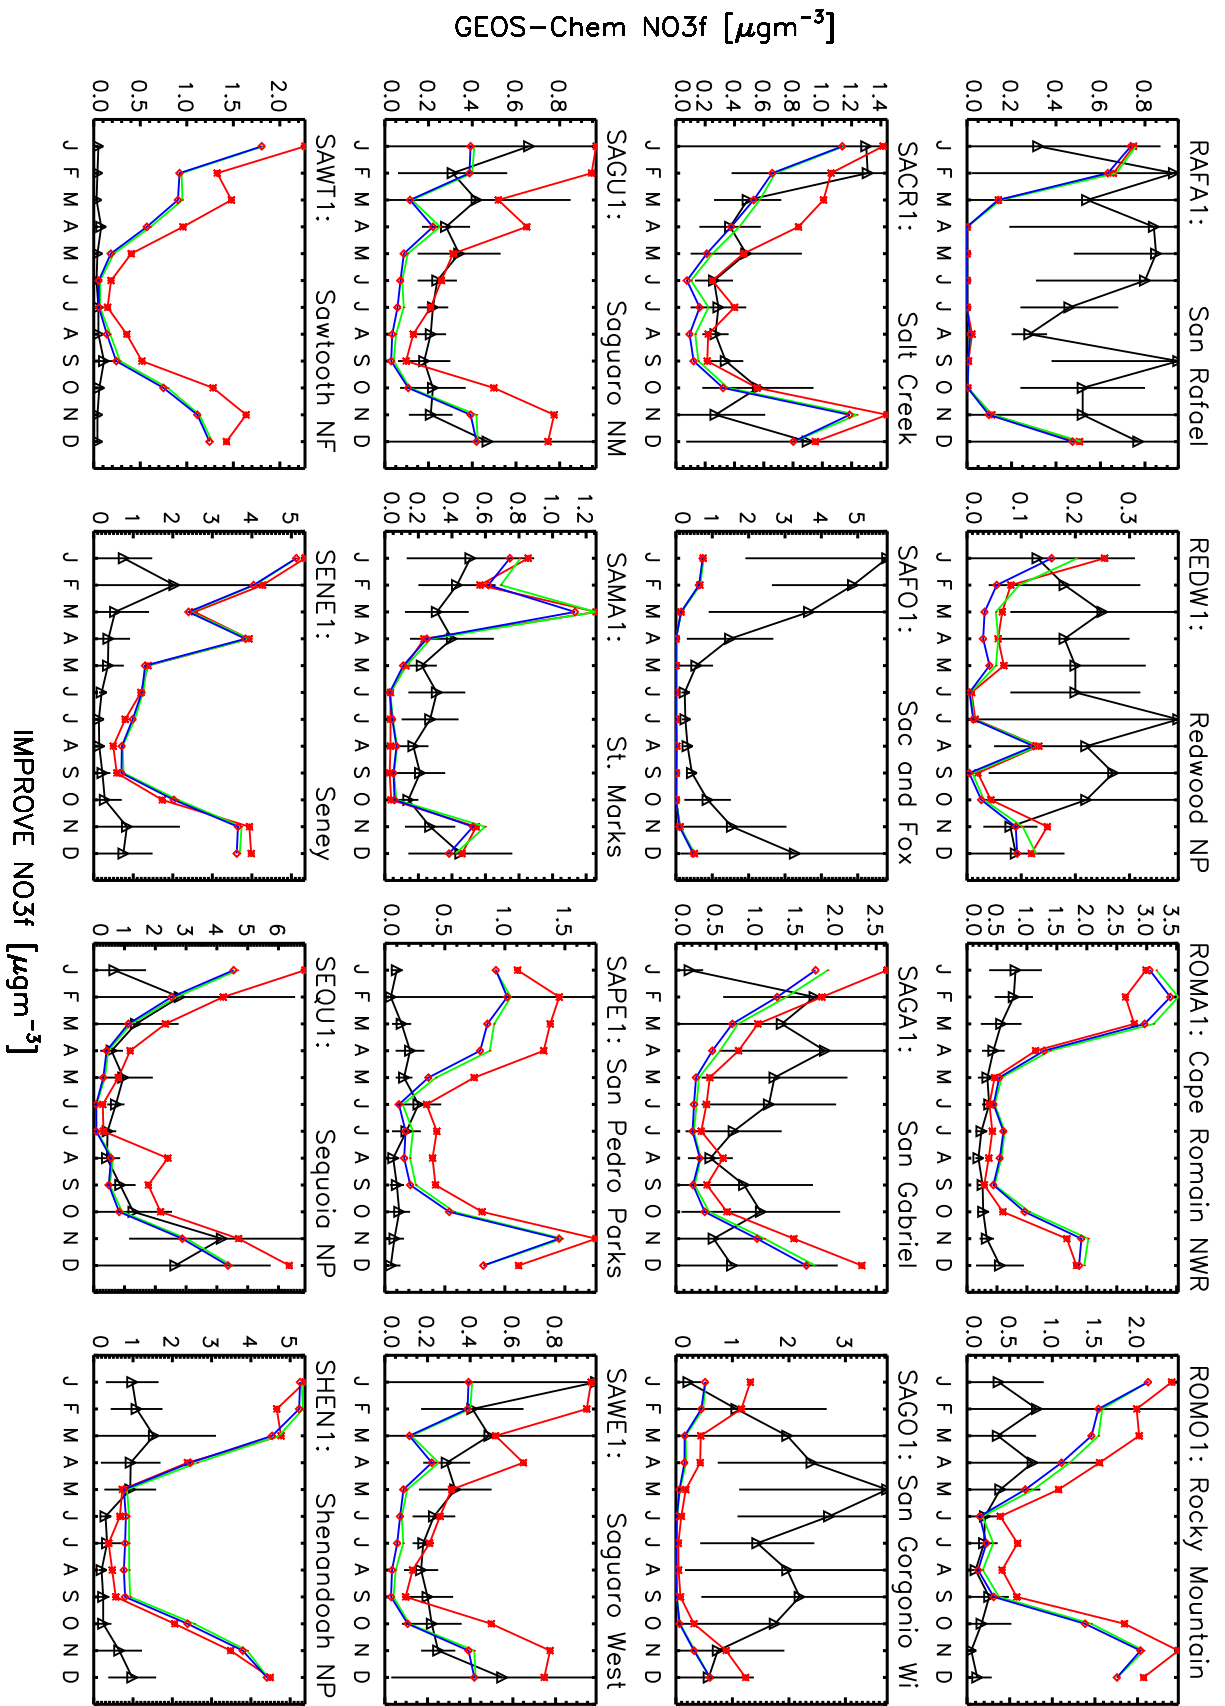 GEOS-Chem NO3f [μgm⁻³]
RAFA1: San Rafael
0.0 0.2 0.4 0.6 0.8
J F M A M J J A S O N D
REDW1: Redwood NP
0.0 0.1 0.2 0.3
J F M A M J J A S O N D
ROMA1: Cape Romain NWR
0.0 0.5 1.0 1.5 2.0 2.5 3.0 3.5
J F M A M J J A S O N D
ROMO1: Rocky Mountain
0.0 0.5 1.0 1.5 2.0
J F M A M J J A S O N D
SACR1: Salt Creek
0.0 0.2 0.4 0.6 0.8 1.0 1.2 1.4
J F M A M J J A S O N D
SAFO1: Sac and Fox
0 1 2 3 4 5
J F M A M J J A S O N D
SAGA1: San Gabriel
0.0 0.5 1.0 1.5 2.0 2.5
J F M A M J J A S O N D
SAGO1: San Gorgonio Wi
0 1 2 3
J F M A M J J A S O N D
SAGU1: Saguaro NM
0.0 0.2 0.4 0.6 0.8
J F M A M J J A S O N D
SAMA1: St. Marks
0.0 0.2 0.4 0.6 0.8 1.0 1.2
J F M A M J J A S O N D
SAPE1: San Pedro Parks
0.0 0.5 1.0 1.5
J F M A M J J A S O N D
SAWE1: Saguaro West
0.0 0.2 0.4 0.6 0.8
J F M A M J J A S O N D
SAWT1: Sawtooth NF
0.0 0.5 1.0 1.5 2.0
J F M A M J J A S O N D
SENE1: Seney
0 1 2 3 4 5
J F M A M J J A S O N D
SEQU1: Sequoia NP
0 1 2 3 4 5 6
J F M A M J J A S O N D
SHEN1: Shenandoah NP
0 1 2 3 4 5
J F M A M J J A S O N D
IMPROVE NO3f [μgm⁻³]